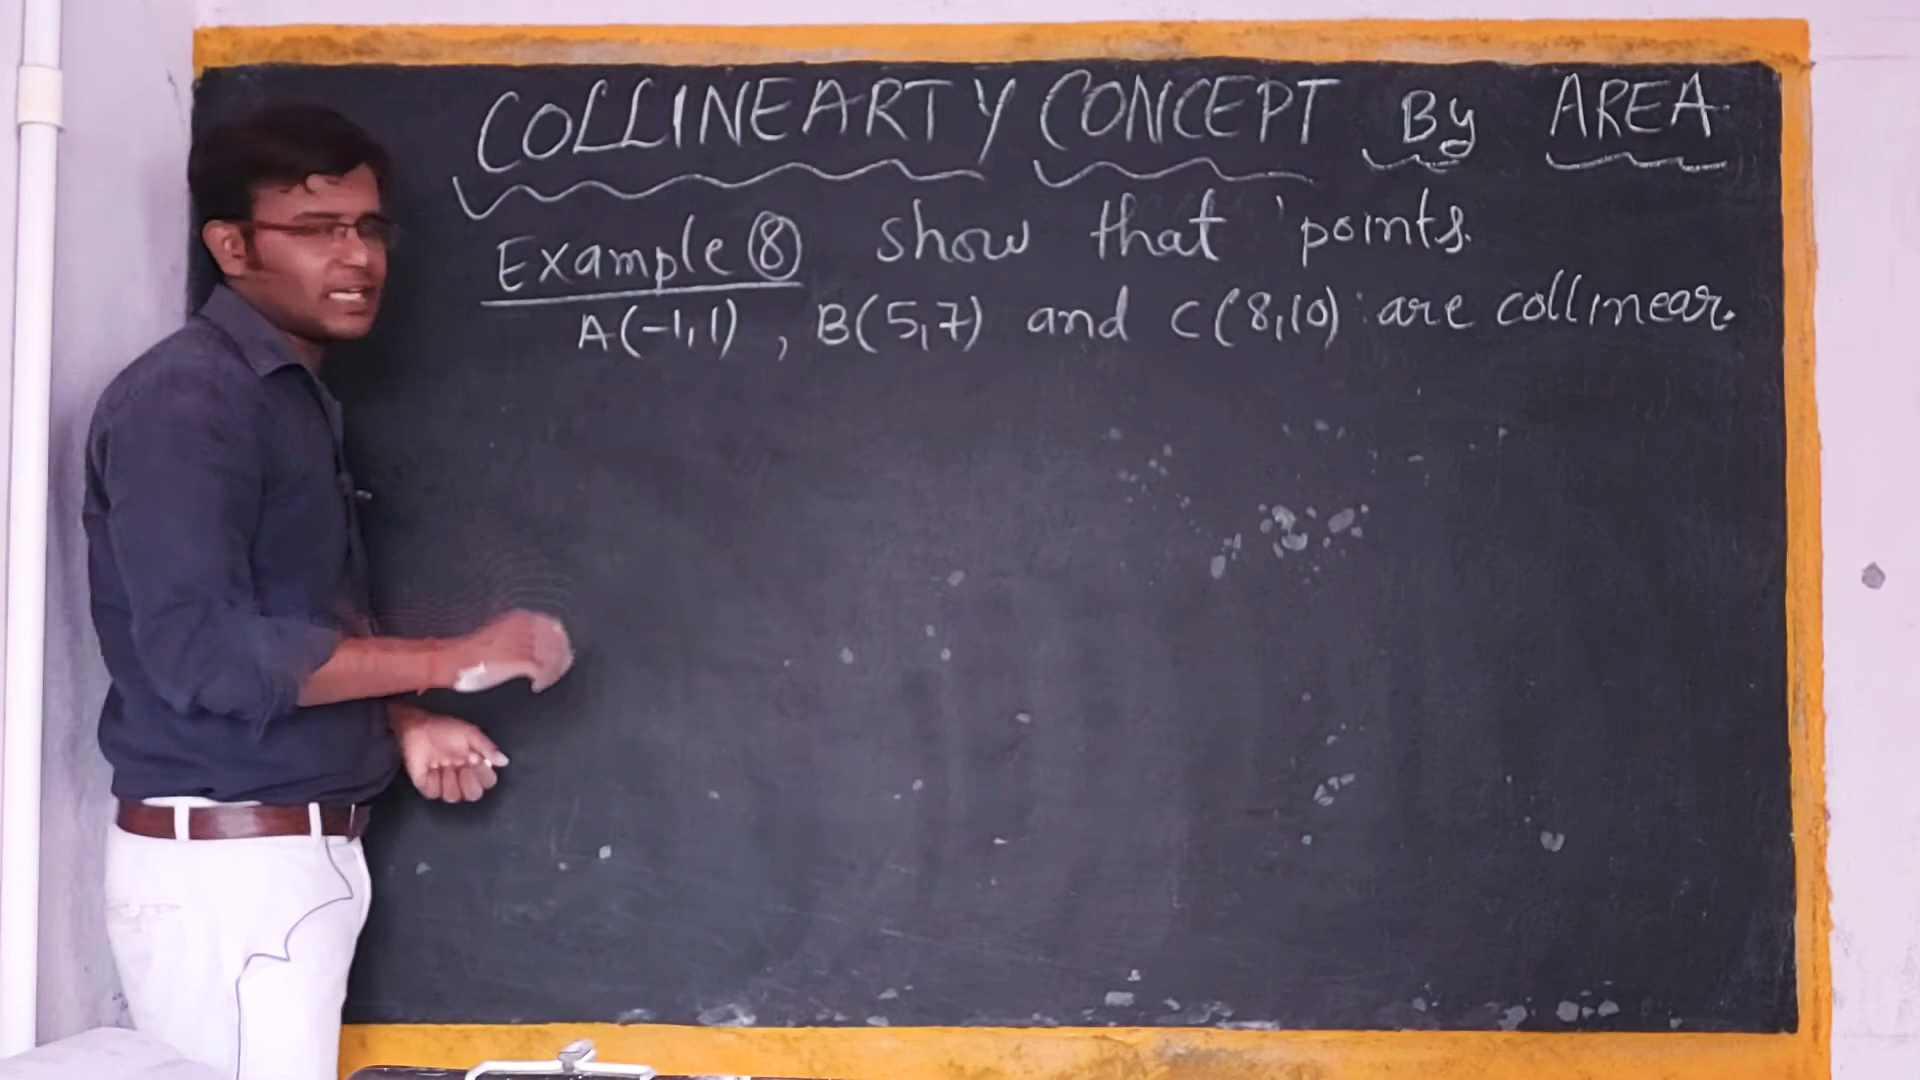 COLLINEARTY CONCEPT By AREA
Example 8 show that points.
A(-1,1) , B(5,7) and C(8,10) are collinear.